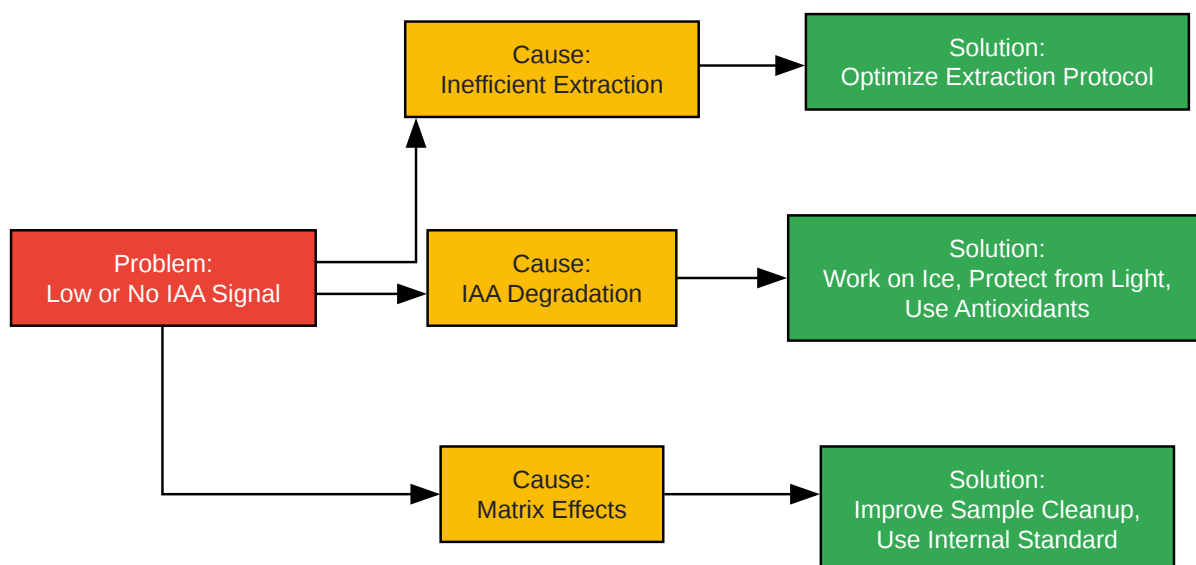 Cause:
Inefficient Extraction
Solution:
Optimize Extraction Protocol
Problem:
Low or No IAA Signal
Cause:
IAA Degradation
Solution:
Work on Ice, Protect from Light,
Use Antioxidants
Cause:
Matrix Effects
Solution:
Improve Sample Cleanup,
Use Internal Standard